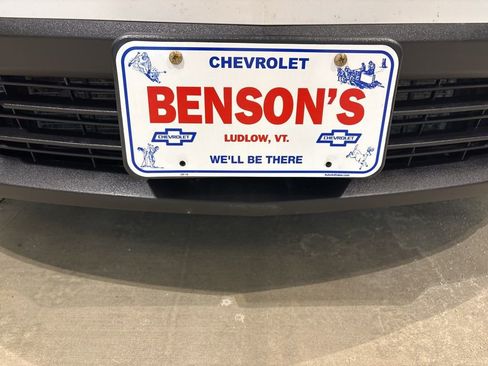 CHEVROLET
BENSON'S
LUDLOW, VT.
CHEVROLET
CHEVROLET
WE'LL BE THERE